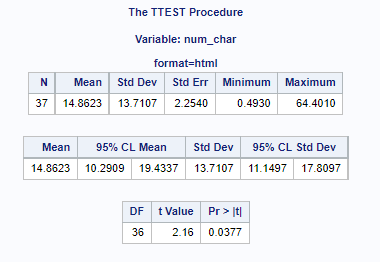 The TTEST Procedure
Variable: num_char
format=html
N Mean Std Dev Std Err Minimum Maximum
37 14.8623 13.7107 2.2540 0.4930 64.4010
Mean 95% CL Mean Std Dev 95% CL Std Dev
14.8623 10.2909 19.4337 13.7107 11.1497 17.8097
DF t Value Pr > |t|
36 2.16 0.0377